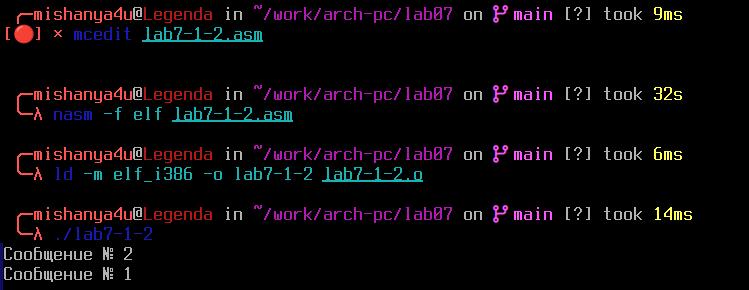 mishanya4u@Legenda in ~/work/arch-pc/lab07 on main [?] took 9ms
[🔴] × mcedit lab7-1-2.asm
mishanya4u@Legenda in ~/work/arch-pc/lab07 on main [?] took 32s
λ nasm -f elf lab7-1-2.asm
mishanya4u@Legenda in ~/work/arch-pc/lab07 on main [?] took 6ms
λ ld -m elf_i386 -o lab7-1-2 lab7-1-2.o
mishanya4u@Legenda in ~/work/arch-pc/lab07 on main [?] took 14ms
λ ./lab7-1-2
Сообщение № 2
Сообщение № 1